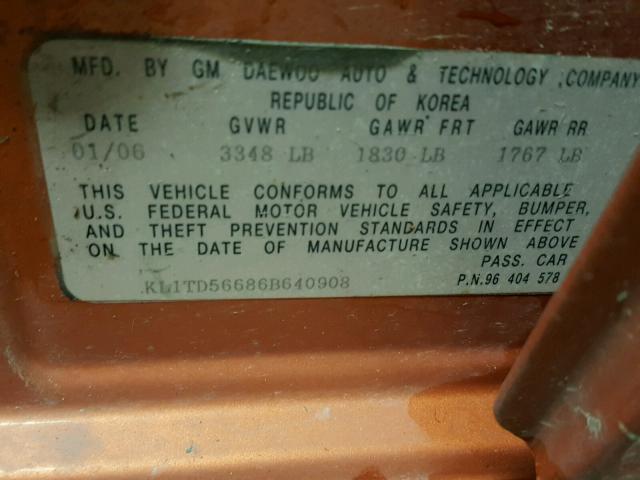 MFD. BY GM DAEWOO AUTO & TECHNOLOGY COMPANY
REPUBLIC OF KOREA
DATE GVWR GAWR FRT GAWR RR
01/06 3348 LB 1830 LB 1767 LB
THIS VEHICLE CONFORMS TO ALL APPLICABLE
U.S. FEDERAL MOTOR VEHICLE SAFETY, BUMPER,
AND THEFT PREVENTION STANDARDS IN EFFECT
ON THE DATE OF MANUFACTURE SHOWN ABOVE
PASS. CAR
KL1TD56686B640908 P.N.96 404 578